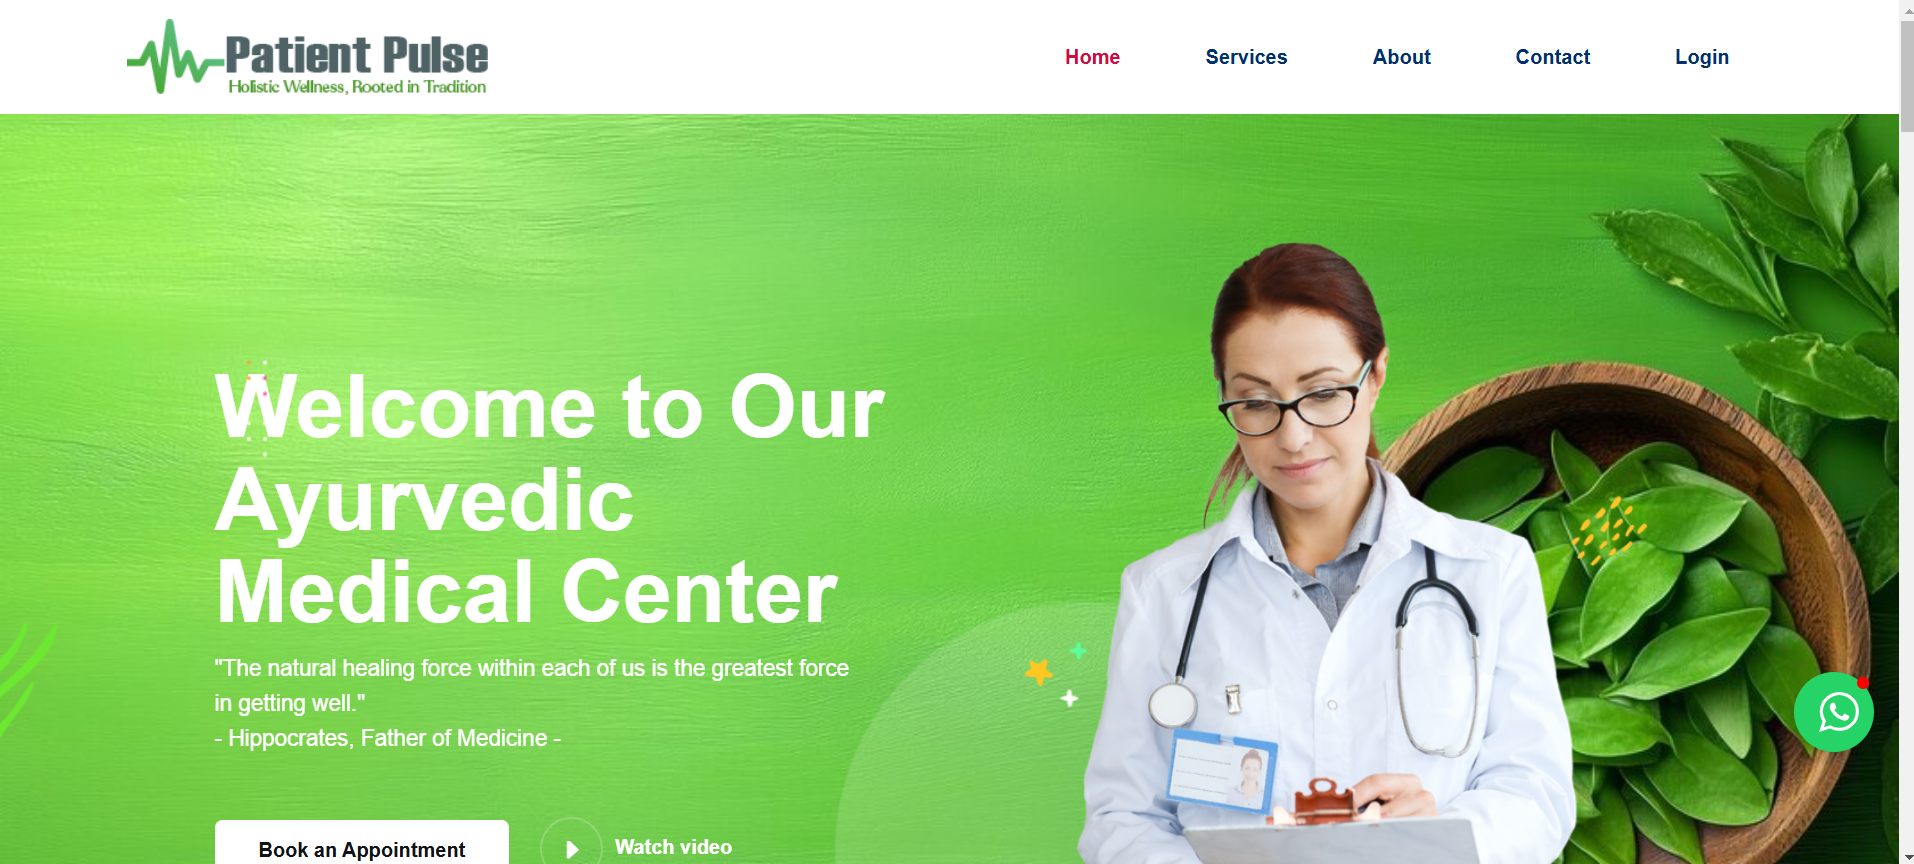 Patient Pulse
Holistic Wellness, Rooted in Tradition
Home
Services
About
Contact
Login
Welcome to Our
Ayurvedic
Medical Center
"The natural healing force within each of us is the greatest force
in getting well."
- Hippocrates, Father of Medicine -
Book an Appointment
Watch video